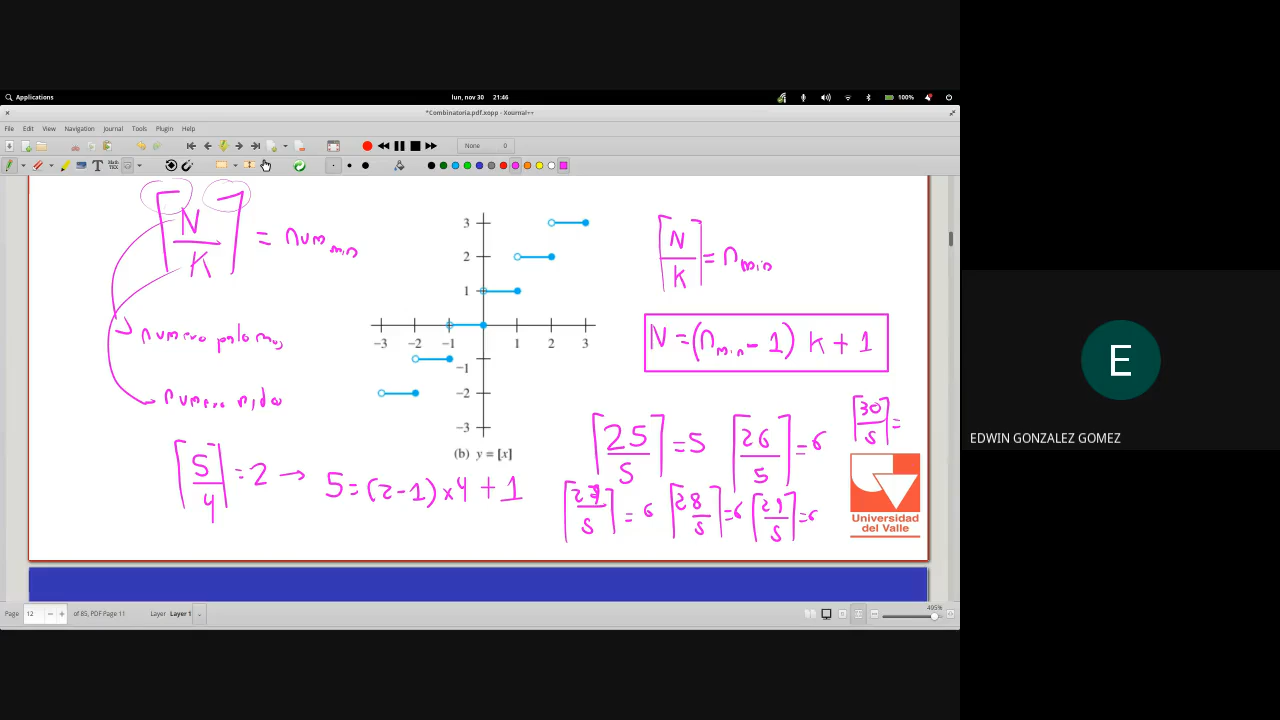 Applications
lun, nov 30 21:46
100%
*Combinatoria.pdf.xopp - Xournal++
File Edit View Navigation Journal Tools Plugin Help
None 0
T Math TEX
⌈N/K⌉ = num min
numero palomas
numero nidos
⌈5/4⌉ = 2 → 5 = (2-1) × 4 + 1
3
2
1
-3 -2 -1 1 2 3
-1
-2
-3
(b) y = ⌈x⌉
⌈N/K⌉ = n min
N = (n min - 1) K + 1
⌈25/5⌉ = 5 ⌈26/5⌉ = 6 ⌈30/5⌉ =
⌈27/5⌉ = 6 ⌈28/5⌉ = 6 ⌈29/5⌉ = 6
Universidad
del Valle
Page 12 of 85, PDF Page 11 Layer Layer 1
495%
E
EDWIN GONZALEZ GOMEZ